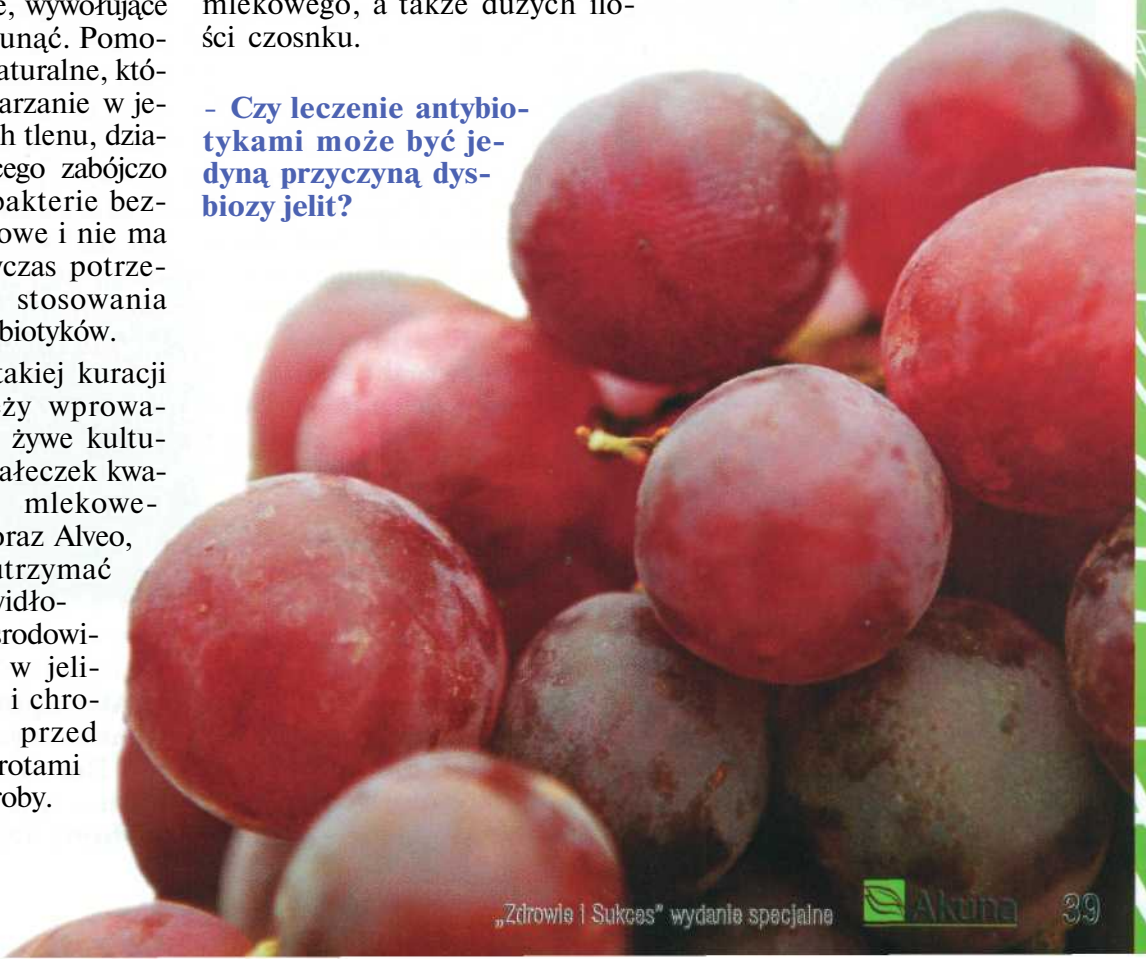 e, wywołujące
unąć. Pomo-
aturalne, któ-
arzanie w je-
h tlenu, dzia-
cego zabójczo
bakterie bez-
owe i nie ma
czas potrze-
stosowania
biotyków.
takiej kuracji
ży wprowa-
żywe kultu-
ałeczek kwa-
mlekowe-
oraz Alveo,
utrzymać
widło-
środowi-
w jeli-
i chro-
przed
rotami
roby.
mlekowego, a także dużych ilo-
ści czosnku.
- Czy leczenie antybio-
tykami może być je-
dyną przyczyną dys-
biozy jelit?
„Zdrowie i Sukces” wydanie specjalne
Akuna
39